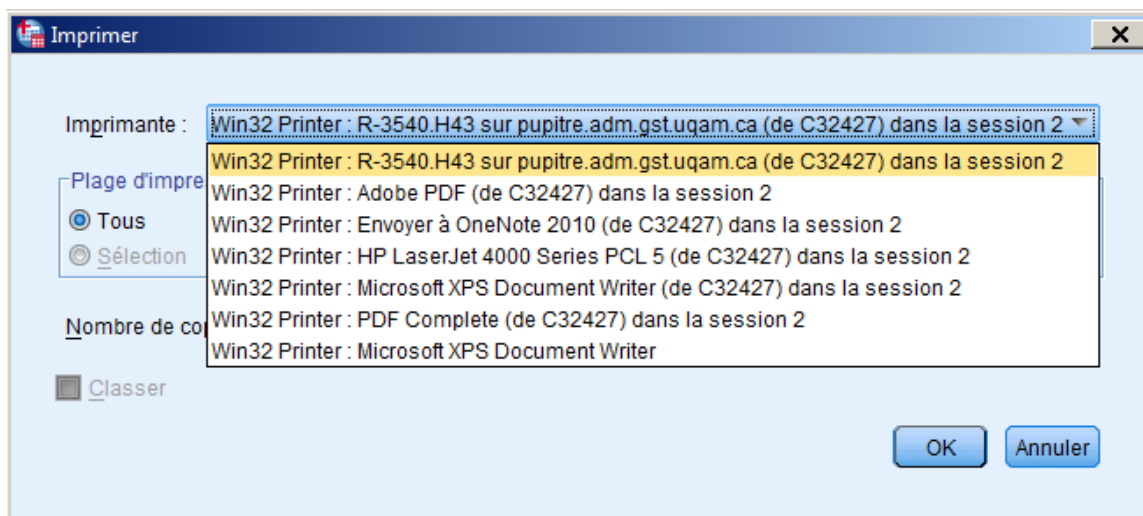 Imprimer
Imprimante : Win32 Printer : R-3540.H43 sur pupitre.adm.gst.uqam.ca (de C32427) dans la session 2
Win32 Printer : R-3540.H43 sur pupitre.adm.gst.uqam.ca (de C32427) dans la session 2
Plage d'impre
Win32 Printer : Adobe PDF (de C32427) dans la session 2
Tous
Win32 Printer : Envoyer à OneNote 2010 (de C32427) dans la session 2
Sélection
Win32 Printer : HP LaserJet 4000 Series PCL 5 (de C32427) dans la session 2
Win32 Printer : Microsoft XPS Document Writer (de C32427) dans la session 2
Nombre de co
Win32 Printer : PDF Complete (de C32427) dans la session 2
Win32 Printer : Microsoft XPS Document Writer
Classer
OK Annuler